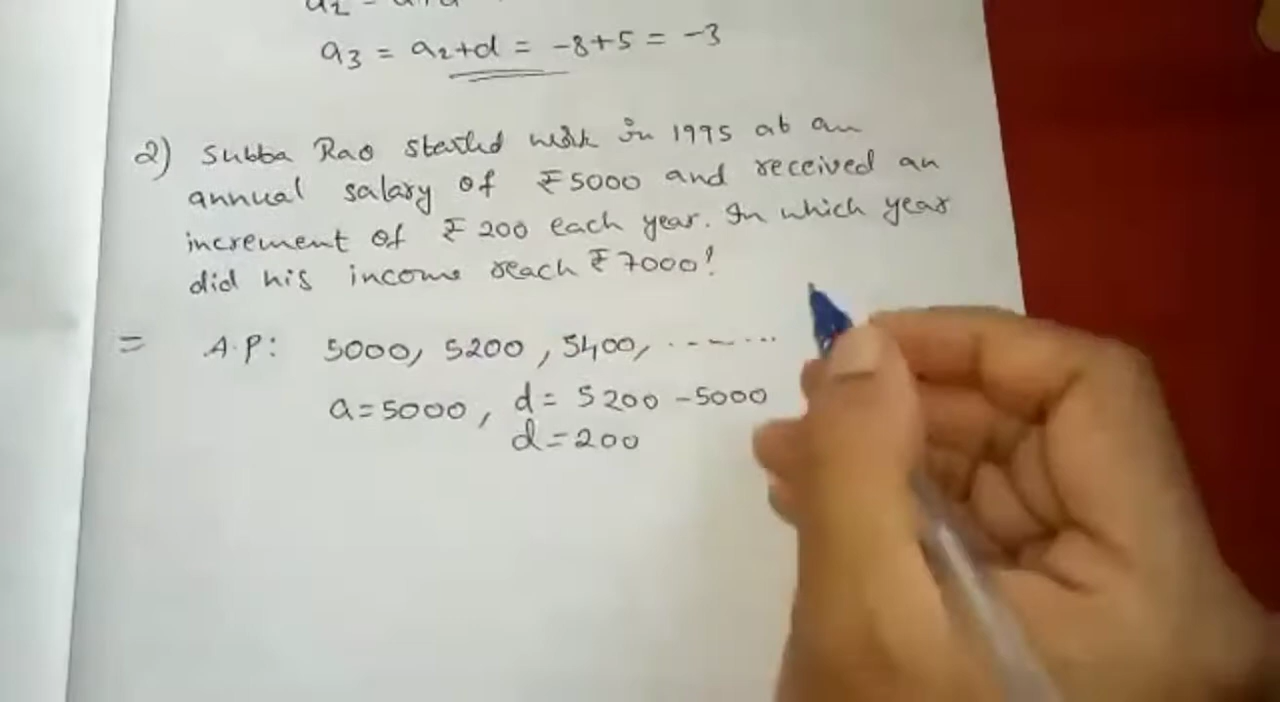 a₃ = a₂+d = -8+5 = -3
2) Subba Rao started work in 1995 at an
annual salary of ₹5000 and received an
increment of ₹ 200 each year. In which year
did his income reach ₹7000?
= A.P: 5000, 5200, 5400, ........
a=5000, d= 5200 -5000
d=200